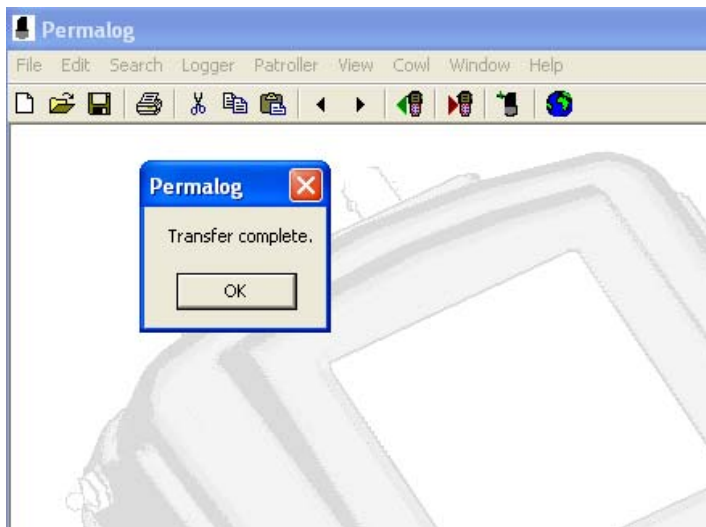 Permalog
File Edit Search Logger Patroller View Cowl Window Help
Permalog
Transfer complete.
OK